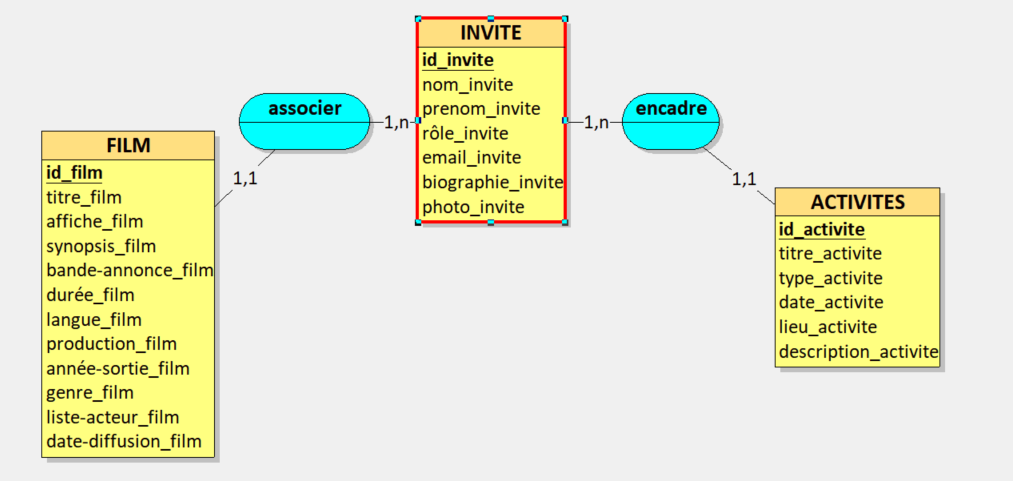 INVITE
id_invite
nom_invite
prenom_invite
rôle_invite
email_invite
biographie_invite
photo_invite
associer
1,n
1,n
encadre
FILM
id_film
titre_film
affiche_film
synopsis_film
bande-annonce_film
durée_film
langue_film
production_film
année-sortie_film
genre_film
liste-acteur_film
date-diffusion_film
1,1
1,1
ACTIVITES
id_activite
titre_activite
type_activite
date_activite
lieu_activite
description_activite